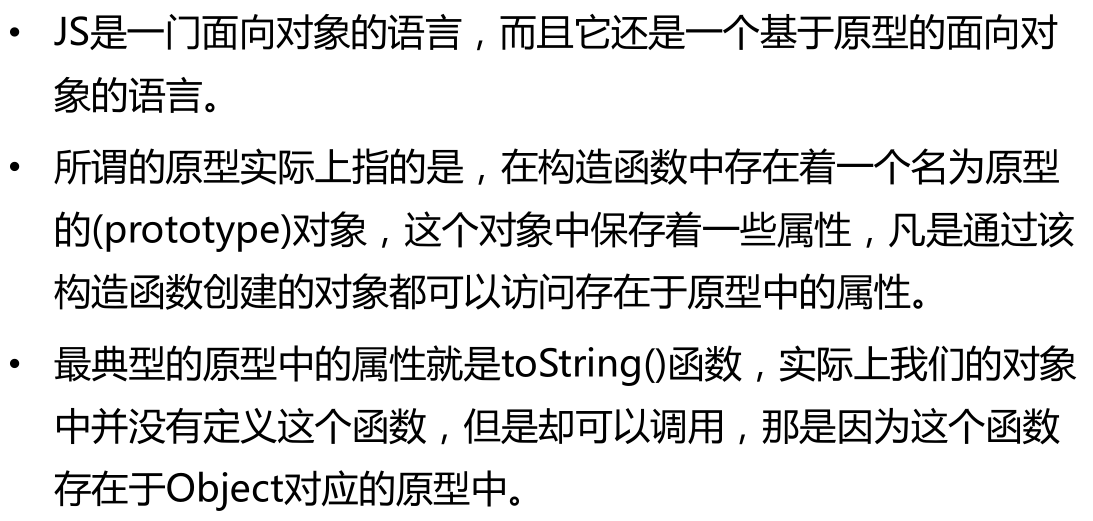 • JS是一门面向对象的语言，而且它还是一个基于原型的面向对
象的语言。
• 所谓的原型实际上指的是，在构造函数中存在着一个名为原型
的(prototype)对象，这个对象中保存着一些属性，凡是通过该
构造函数创建的对象都可以访问存在于原型中的属性。
• 最典型的原型中的属性就是toString()函数，实际上我们的对象
中并没有定义这个函数，但是却可以调用，那是因为这个函数
存在于Object对应的原型中。